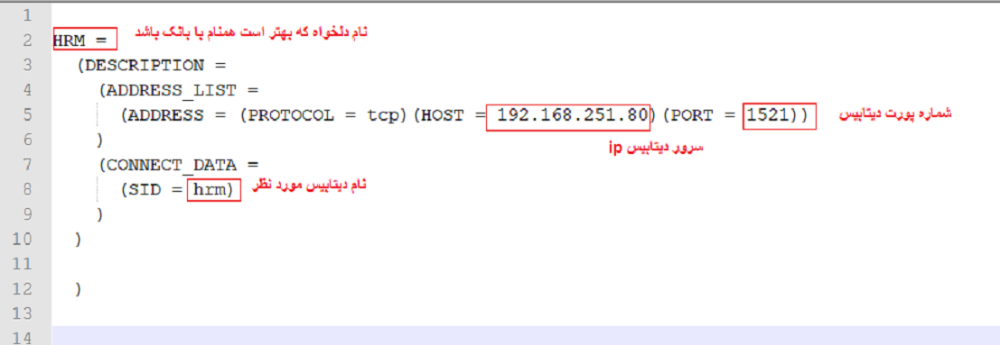 1
2 HRM = نام دلخواه که بهتر است همنام با بانک باشد
3 (DESCRIPTION =
4 (ADDRESS_LIST =
5 (ADDRESS = (PROTOCOL = tcp)(HOST = 192.168.251.80)(PORT = 1521)) شماره پورت دیتابیس
سرور دیتابیس ip
6 )
7 (CONNECT_DATA =
8 (SID = hrm) نام دیتابیس مورد نظر
9 )
10 )
11
12 )
13
14